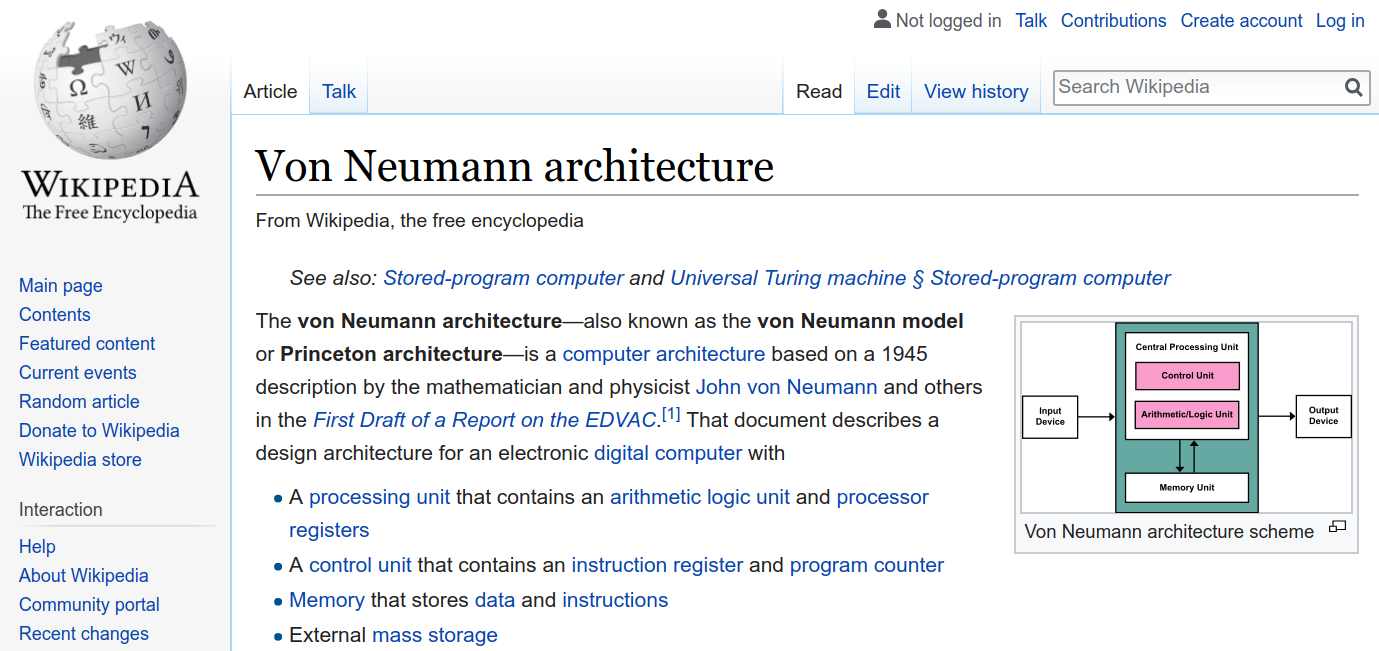 Not logged in Talk Contributions Create account Log in
Article Talk Read Edit View history Search Wikipedia
WIKIPEDIA
The Free Encyclopedia
Main page
Contents
Featured content
Current events
Random article
Donate to Wikipedia
Wikipedia store
Interaction
Help
About Wikipedia
Community portal
Recent changes
Von Neumann architecture
From Wikipedia, the free encyclopedia
See also: Stored-program computer and Universal Turing machine § Stored-program computer
The von Neumann architecture—also known as the von Neumann model
or Princeton architecture—is a computer architecture based on a 1945
description by the mathematician and physicist John von Neumann and others
in the First Draft of a Report on the EDVAC.[1] That document describes a
design architecture for an electronic digital computer with
• A processing unit that contains an arithmetic logic unit and processor
registers
• A control unit that contains an instruction register and program counter
• Memory that stores data and instructions
• External mass storage
Central Processing Unit
Control Unit
Arithmetic/Logic Unit
Input
Device
Output
Device
Memory Unit
Von Neumann architecture scheme